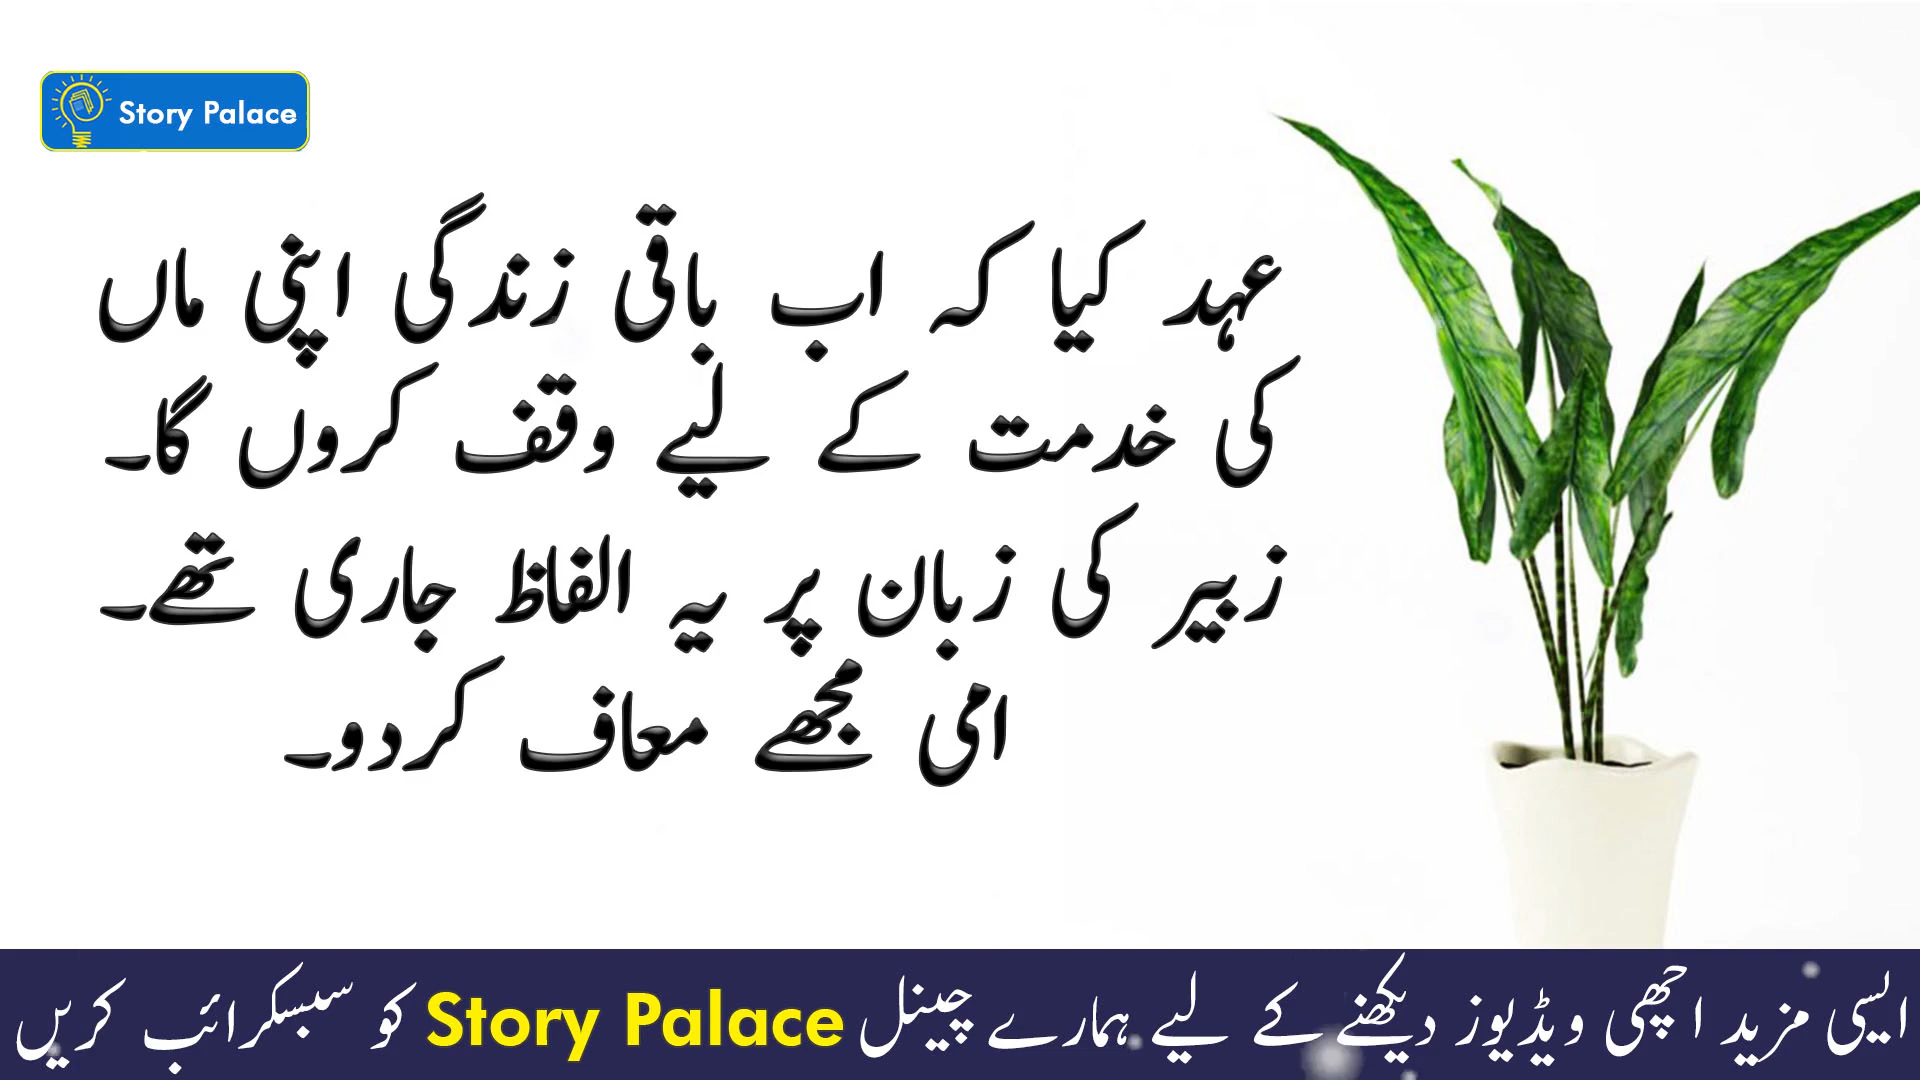 Story Palace
عہد کیا کہ اب باقی زندگی اپنی ماں
کی خدمت کے لیے وقف کروں گا۔
زبیر کی زبان پر یہ الفاظ جاری تھے۔
امی مجھے معاف کردو۔
ایسی مزید اچھی ویڈیوز دیکھنے کے لیے ہمارے چینل Story Palace کو سبسکرائب کریں